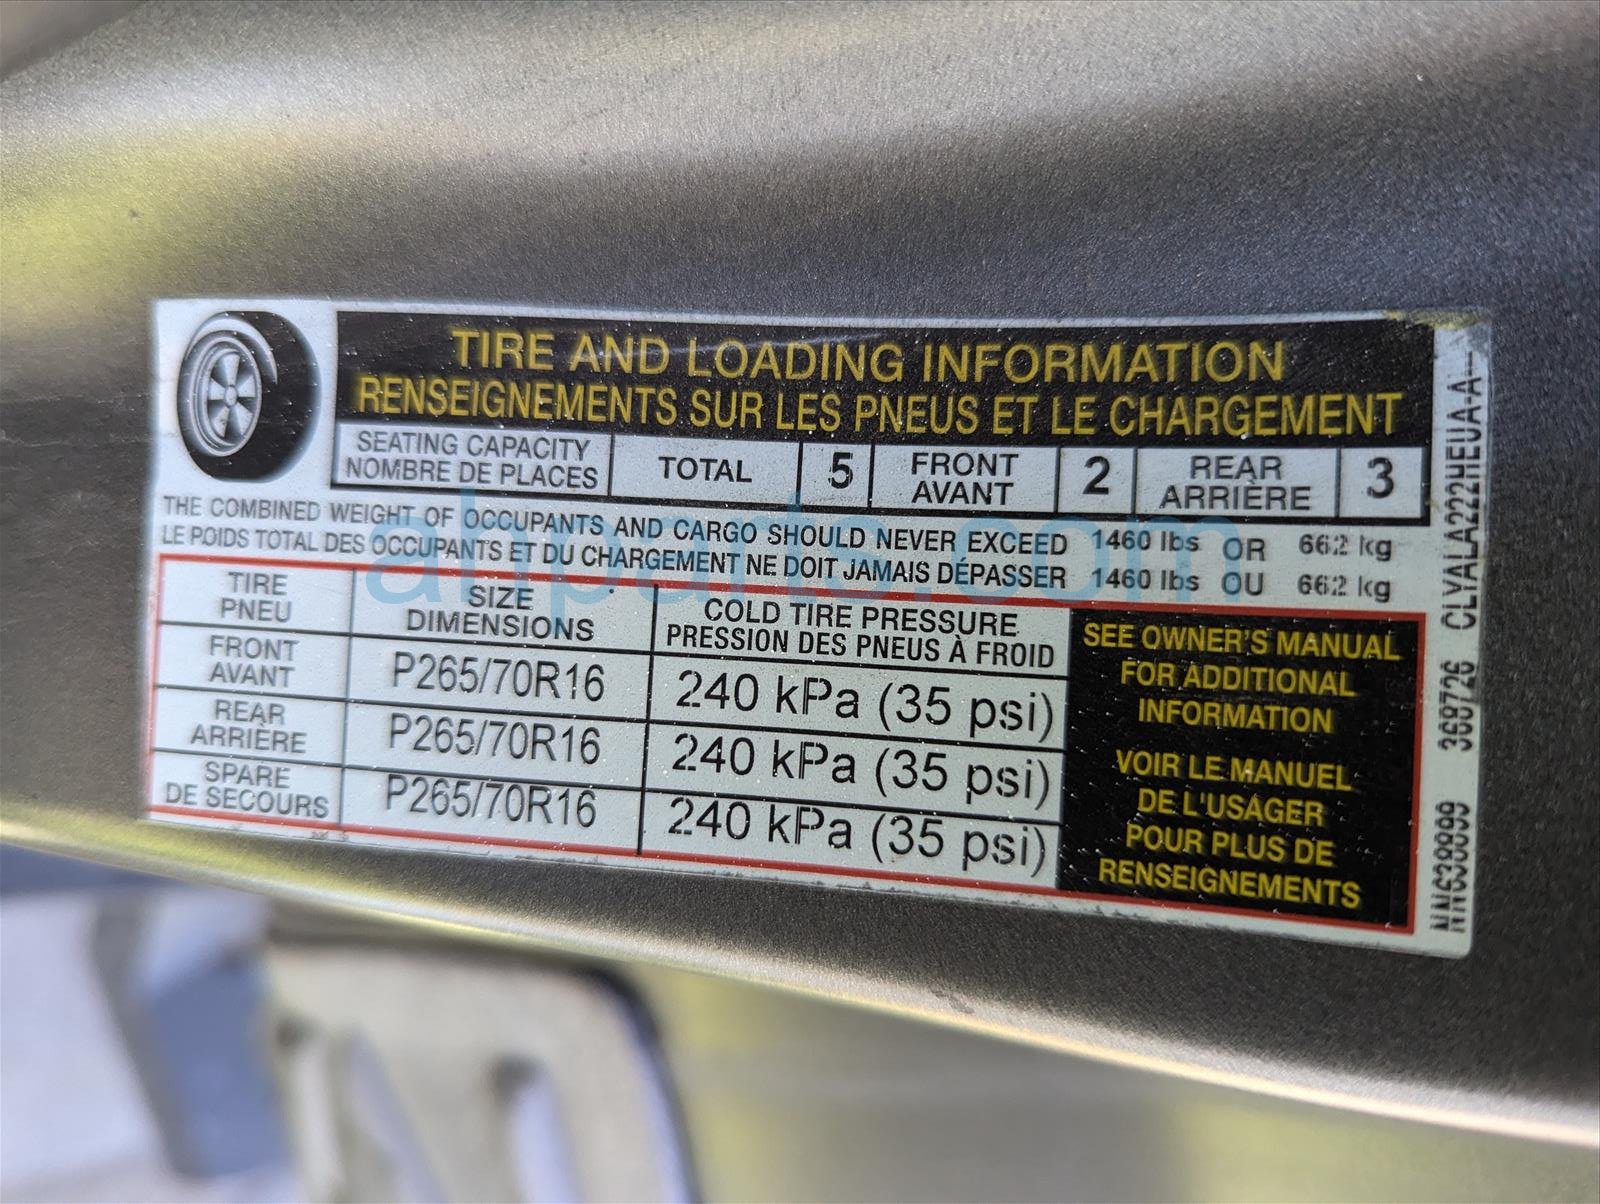 TIRE AND LOADING INFORMATION
RENSEIGNEMENTS SUR LES PNEUS ET LE CHARGEMENT
SEATING CAPACITY
NOMBRE DE PLACES
TOTAL
5
FRONT
AVANT
2
REAR
ARRIÈRE
3
THE COMBINED WEIGHT OF OCCUPANTS AND CARGO SHOULD NEVER EXCEED 1460 lbs OR 662 kg
LE POIDS TOTAL DES OCCUPANTS ET DU CHARGEMENT NE DOIT JAMAIS DÉPASSER 1460 lbs OU 662 kg
TIRE
PNEU
SIZE
DIMENSIONS
COLD TIRE PRESSURE
PRESSION DES PNEUS À FROID
FRONT
AVANT
P265/70R16
240 kPa (35 psi)
REAR
ARRIÈRE
P265/70R16
240 kPa (35 psi)
SPARE
DE SECOURS
P265/70R16
240 kPa (35 psi)
SEE OWNER'S MANUAL
FOR ADDITIONAL
INFORMATION
VOIR LE MANUEL
DE L'USAGER
POUR PLUS DE
RENSEIGNEMENTS
ahparts.com